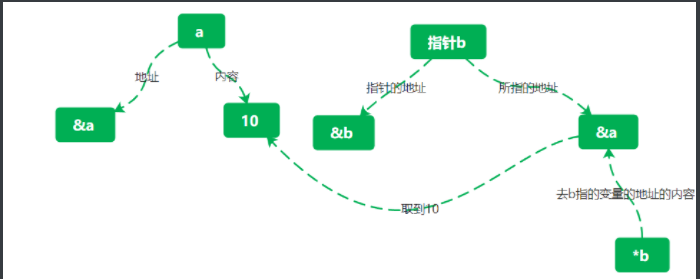 a
指针b
地址
内容
指针的地址
所指的地址
&a
10
&b
&a
去b指的变量的地址的内容
取到10
*b